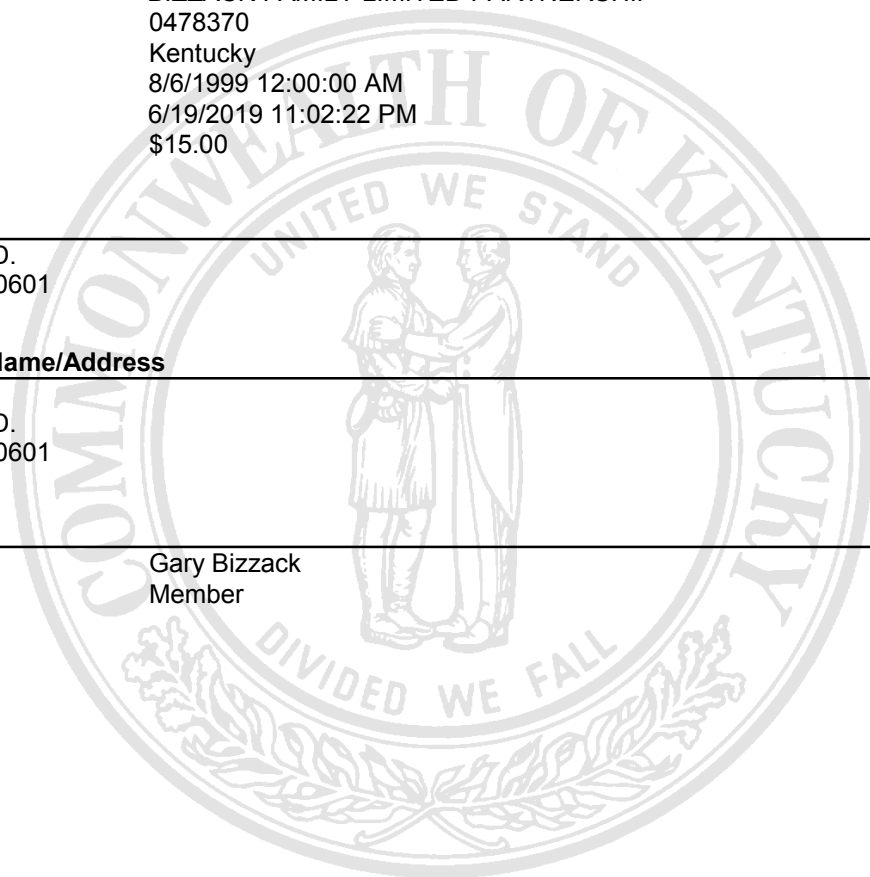 0478370
Kentucky
8/6/1999 12:00:00 AM
6/19/2019 11:02:22 PM
$15.00
D.
0601
Name/Address
D.
0601
Gary Bizzack
Member
COMMONWEALTH OF KENTUCKY
UNITED WE STAND
DIVIDED WE FALL